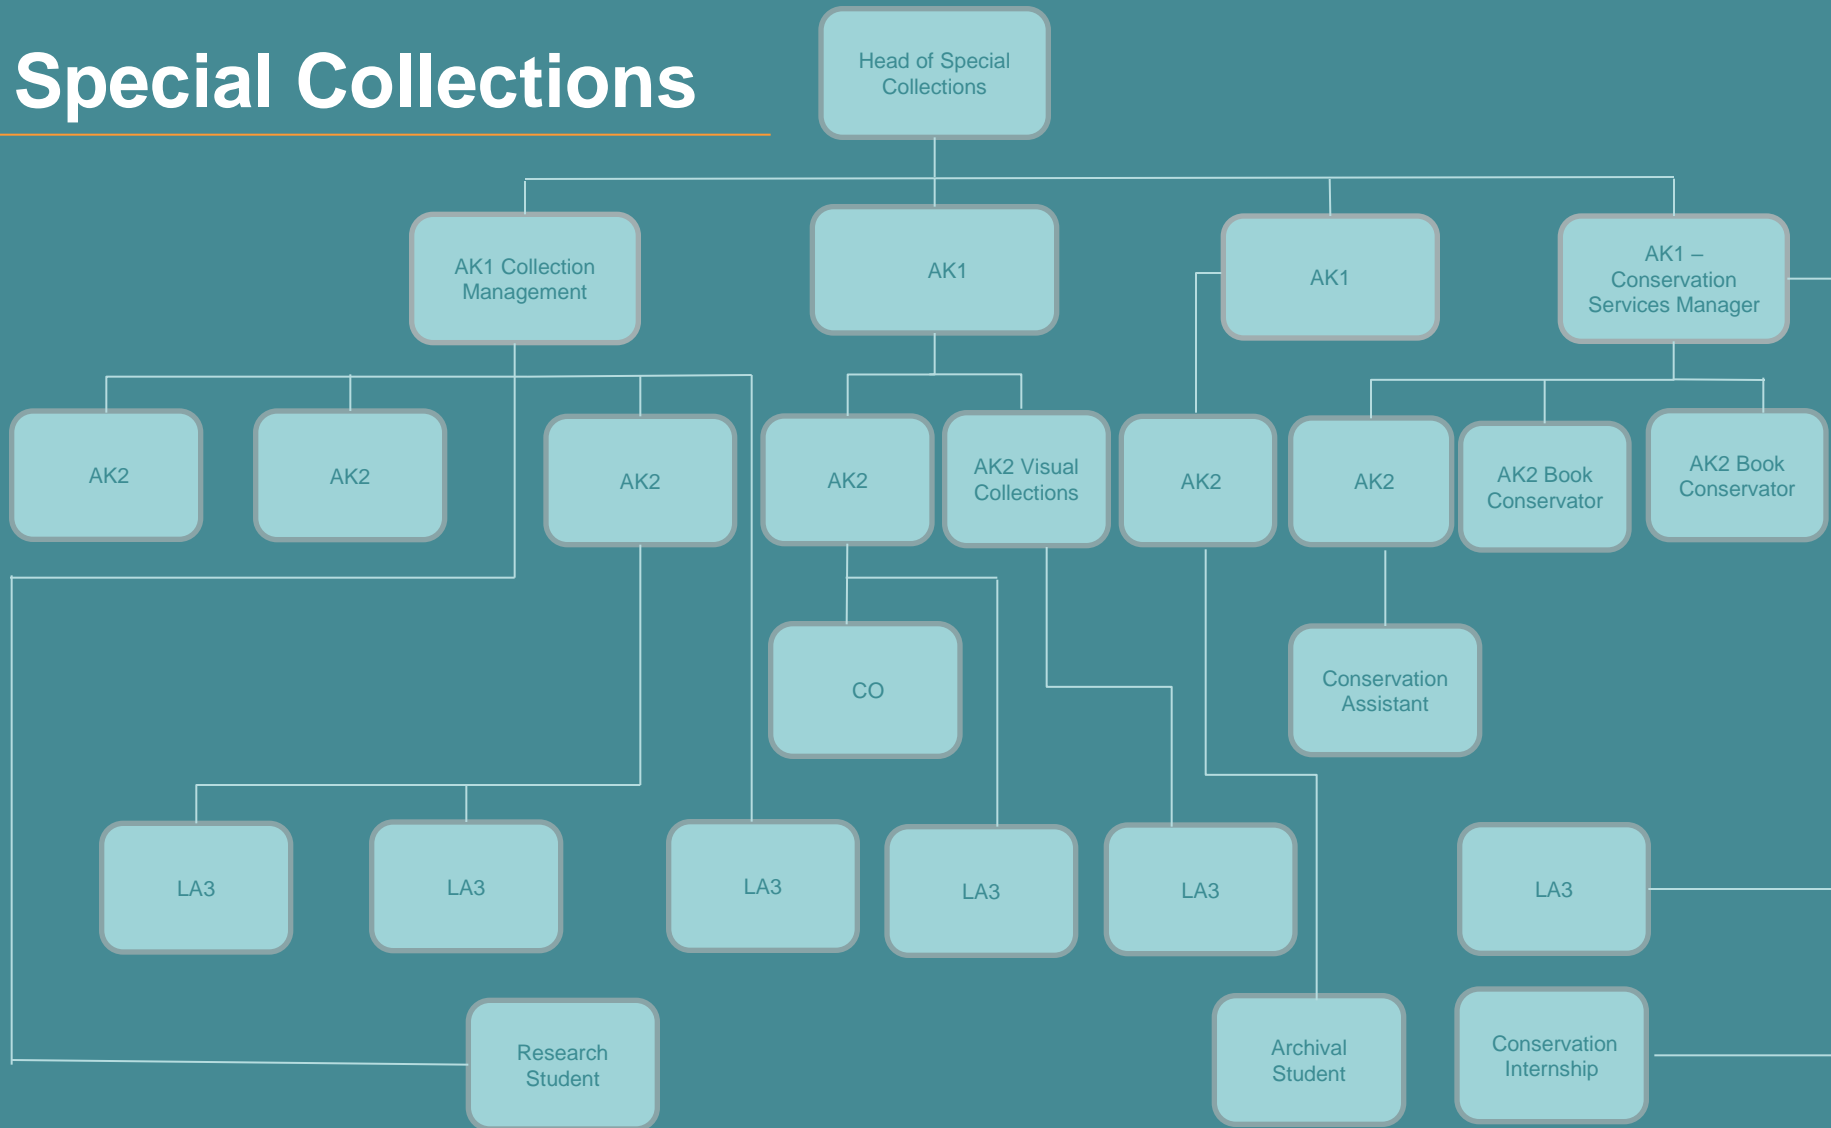 Special Collections
Head of Special
Collections
AK1 Collection
Management
AK1
AK1
AK1 –
Conservation
Services Manager
AK2
AK2
AK2
AK2
AK2 Visual
Collections
AK2
AK2
AK2 Book
Conservator
AK2 Book
Conservator
CO
Conservation
Assistant
LA3
LA3
LA3
LA3
LA3
LA3
Research
Student
Archival
Student
Conservation
Internship